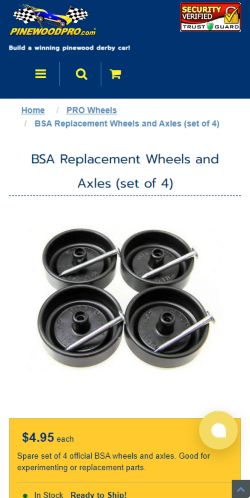 PINEWOODPRO.com
SECURITY
VERIFIED
TRUST GUARD
Build a winning pinewood derby car!
Home / PRO Wheels
/ BSA Replacement Wheels and Axles (set of 4)
BSA Replacement Wheels and
Axles (set of 4)
$4.95 each
Spare set of 4 official BSA wheels and axles. Good for
experimenting or replacement parts.
In Stock Ready to Ship!